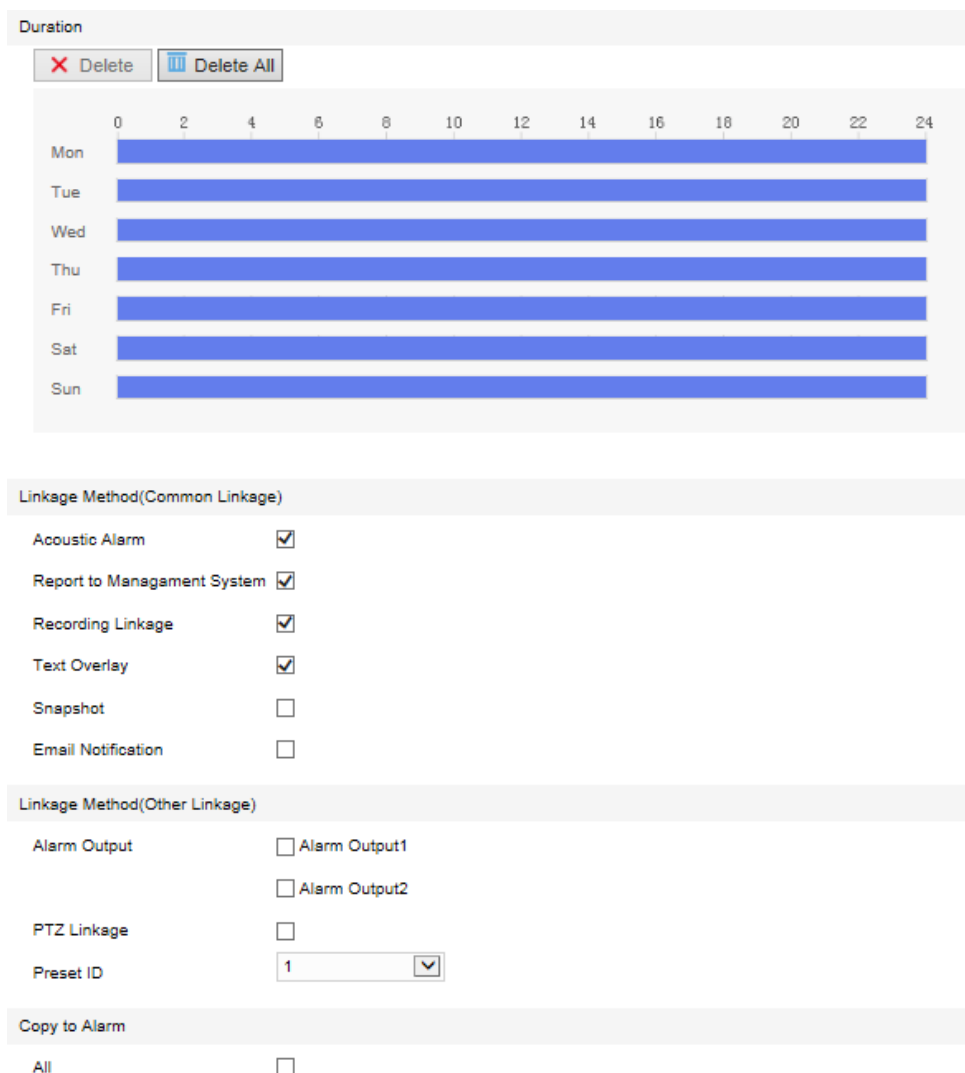 Duration
Delete Delete All
0 2 4 6 8 10 12 14 16 18 20 22 24
Mon
Tue
Wed
Thu
Fri
Sat
Sun
Linkage Method(Common Linkage)
Acoustic Alarm
Report to Managament System
Recording Linkage
Text Overlay
Snapshot
Email Notification
Linkage Method(Other Linkage)
Alarm Output Alarm Output1
Alarm Output2
PTZ Linkage
Preset ID 1
Copy to Alarm
All